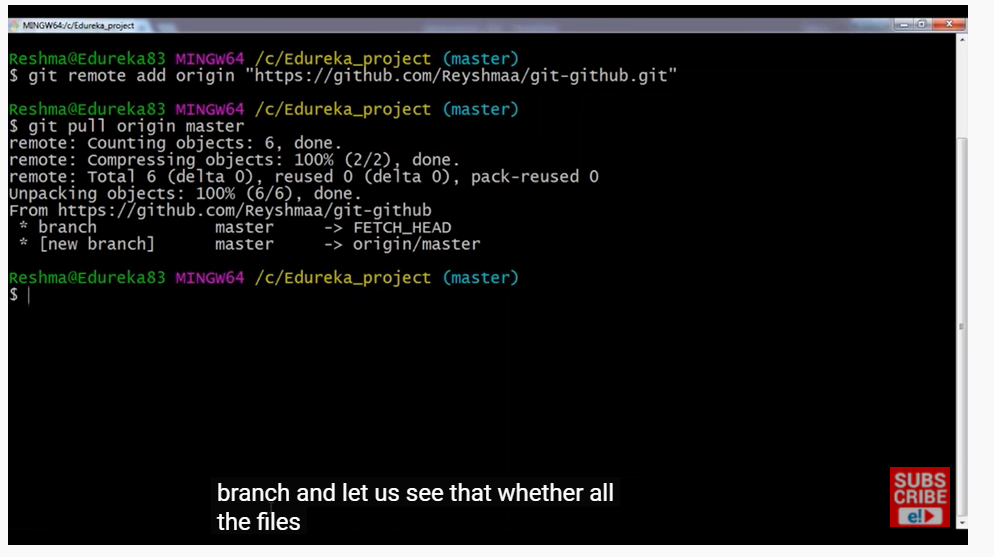 MINGW64:/c/Edureka_project
Reshma@Edureka83 MINGW64 /c/Edureka_project (master)
$ git remote add origin "https://github.com/Reyshmaa/git-github.git"
Reshma@Edureka83 MINGW64 /c/Edureka_project (master)
$ git pull origin master
remote: Counting objects: 6, done.
remote: Compressing objects: 100% (2/2), done.
remote: Total 6 (delta 0), reused 0 (delta 0), pack-reused 0
Unpacking objects: 100% (6/6), done.
From https://github.com/Reyshmaa/git-github
* branch master -> FETCH_HEAD
* [new branch] master -> origin/master
Reshma@Edureka83 MINGW64 /c/Edureka_project (master)
$
branch and let us see that whether all
the files
SUBS
CRIBE
e!